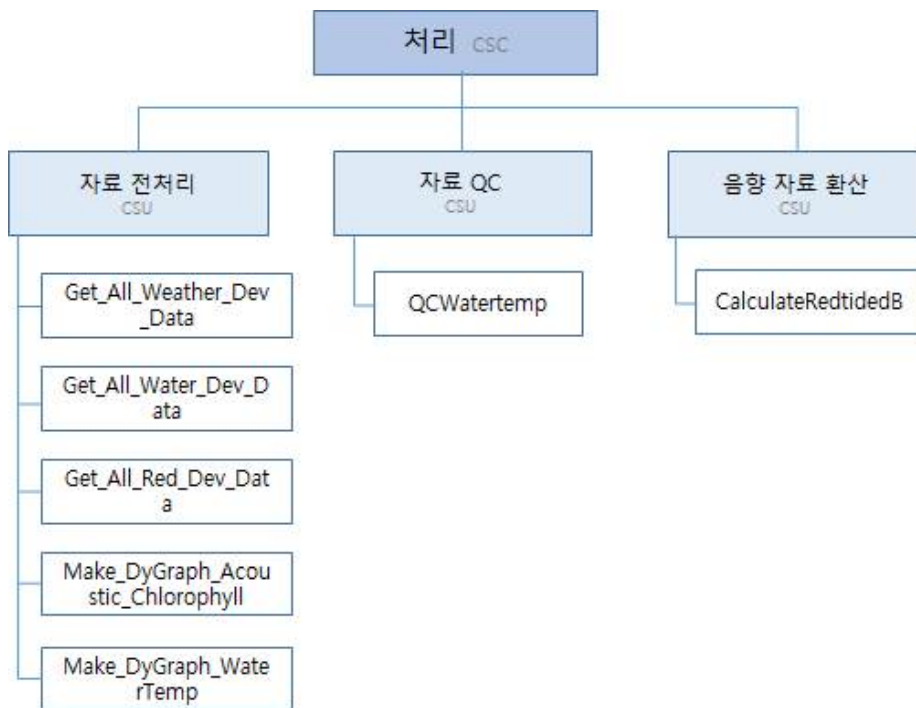 처리 CSC
자료 전처리
CSU
자료 QC
CSU
음향 자료 환산
CSU
Get_All_Weather_Dev
_Data
Get_All_Water_Dev_D
ata
Get_All_Red_Dev_Dat
a
Make_DyGraph_Acou
stic_Chlorophyll
Make_DyGraph_Wate
rTemp
QCWatertemp
CalculateRedtidedB